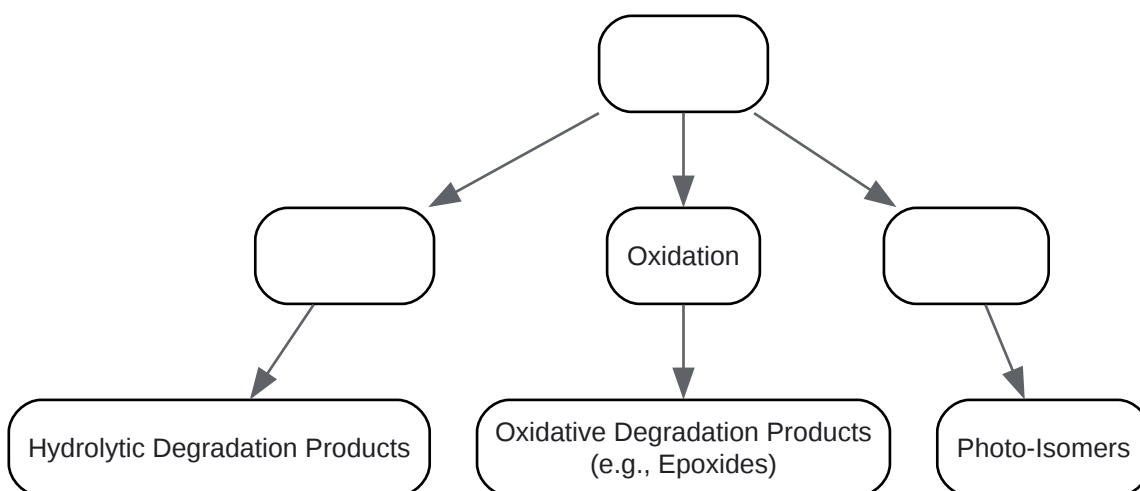 Oxidation
Hydrolytic Degradation Products
Oxidative Degradation Products
(e.g., Epoxides)
Photo-Isomers